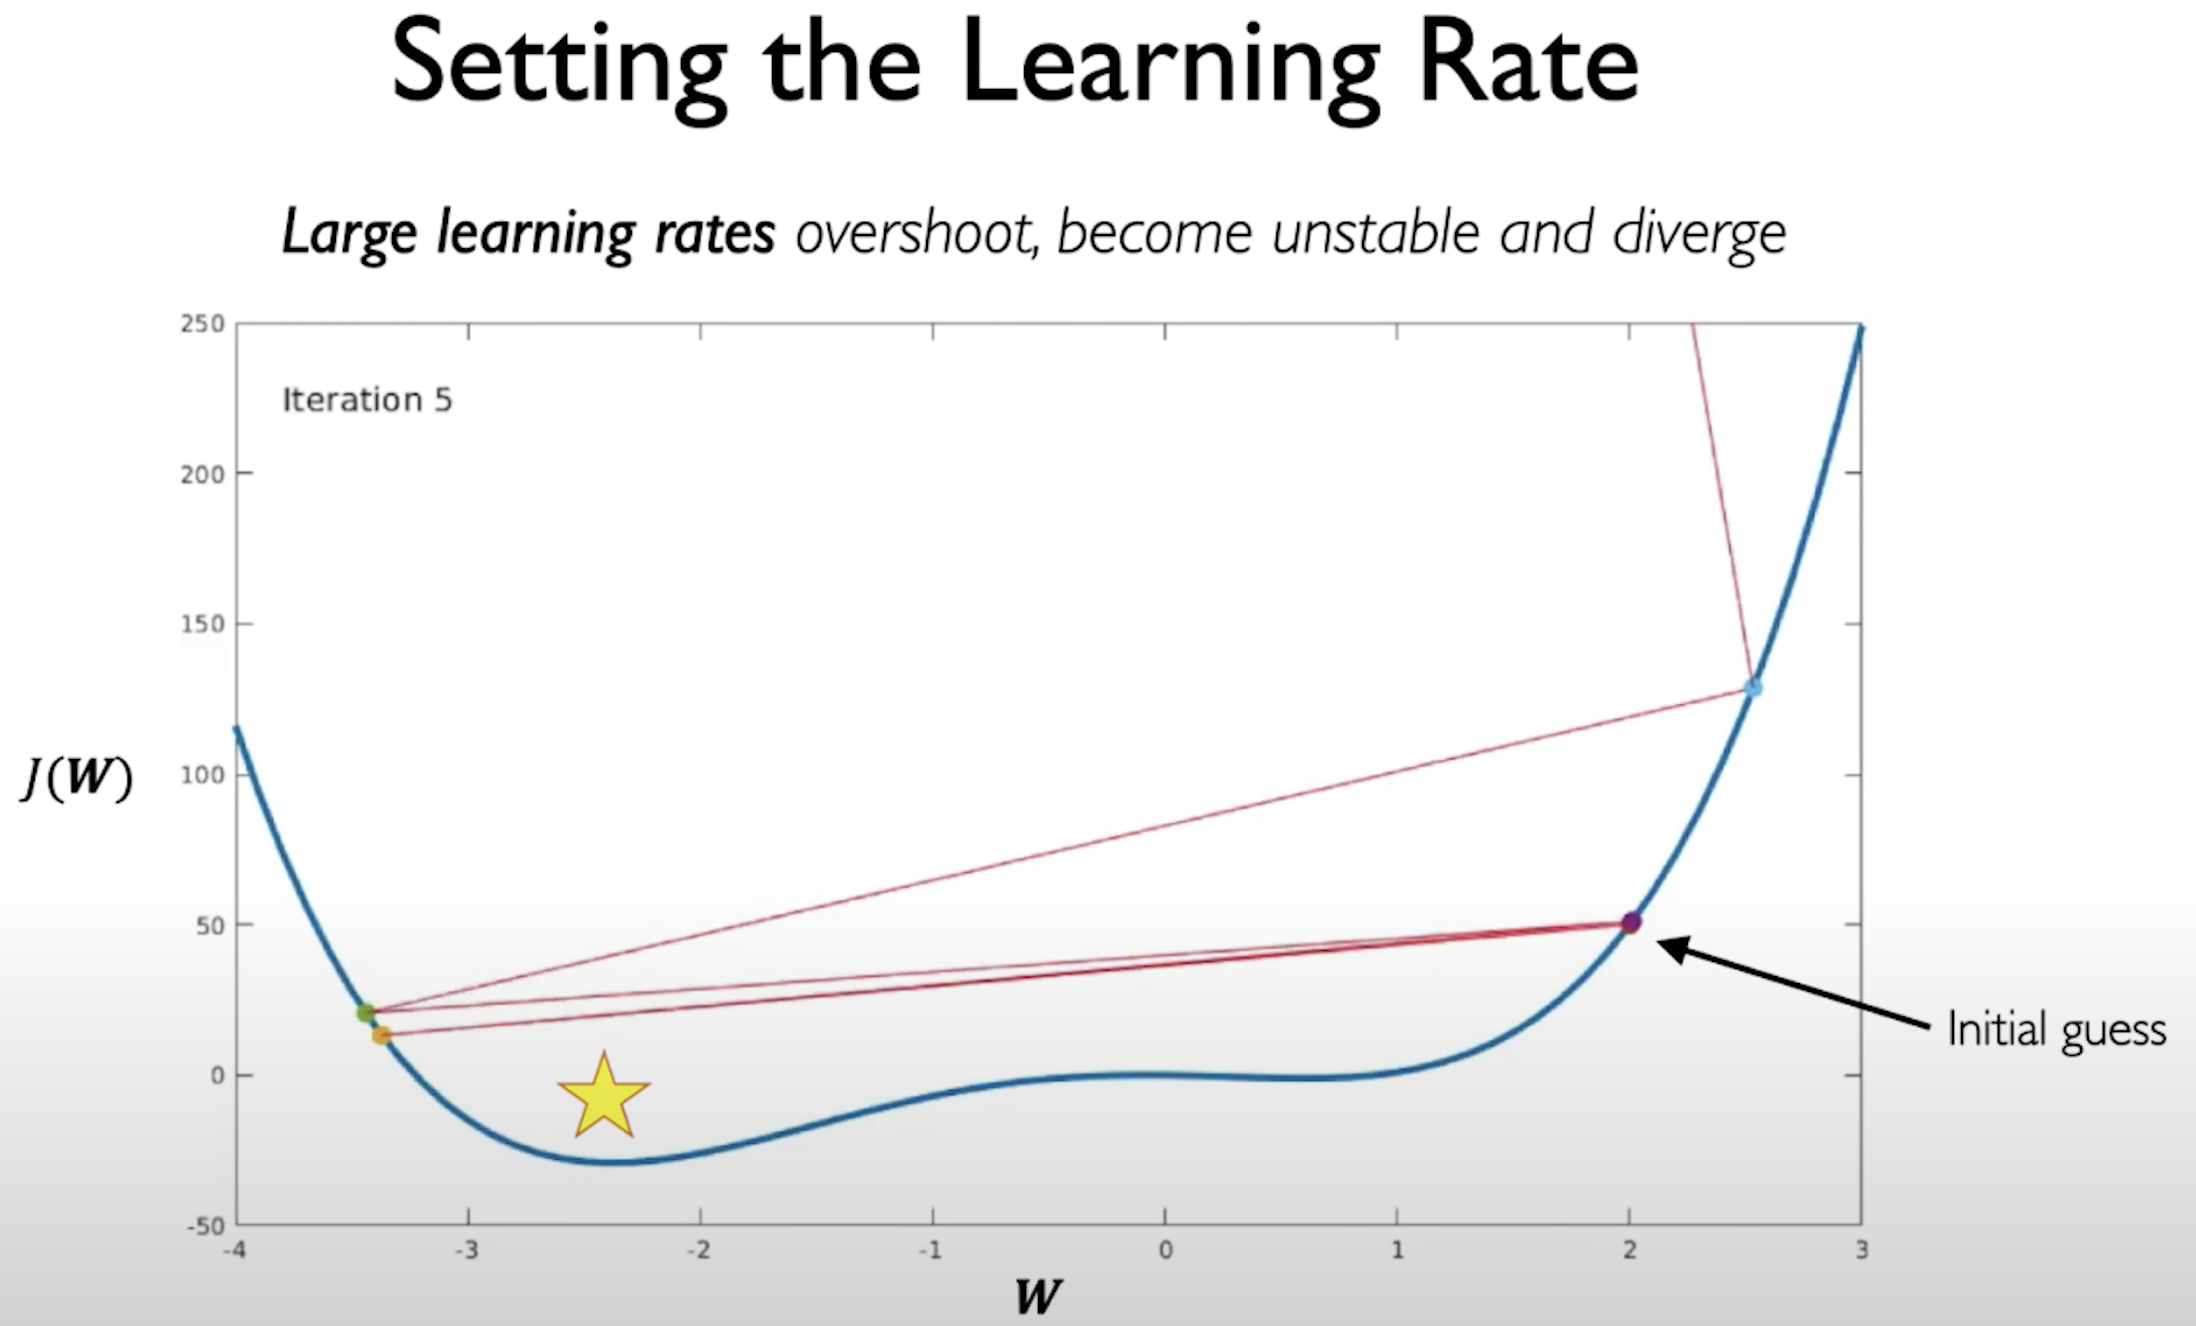 Setting the Learning Rate
Large learning rates overshoot, become unstable and diverge
250
Iteration 5
200
150
J(W)
100
50
Initial guess
0
-50
-4 -3 -2 -1 0 1 2 3
W